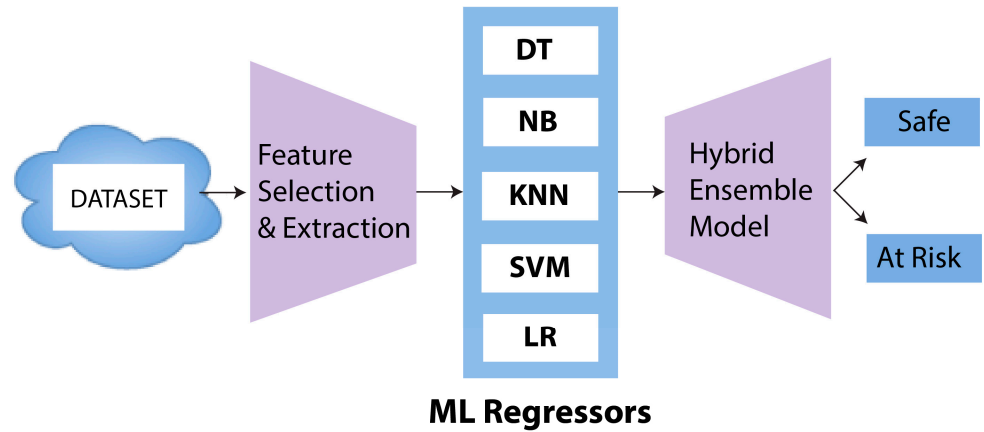 DATASET
Feature
Selection
& Extraction
DT
NB
KNN
SVM
LR
ML Regressors
Hybrid
Ensemble
Model
Safe
At Risk